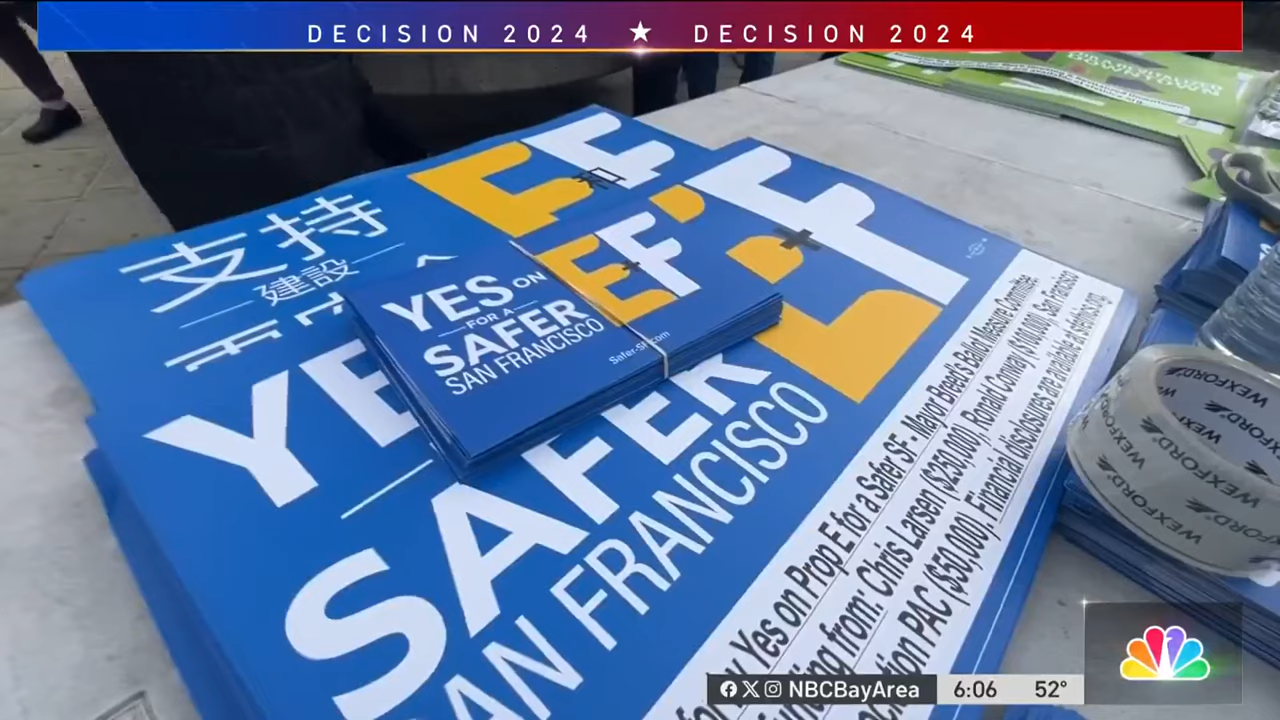 DECISION 2024 ★ DECISION 2024
支持
建設
YES ON
FOR A
SAFER
SAN FRANCISCO
E
F
Safer-SF.com
E
F
YE
SAFER
SAN FRANCISCO
Yes on Prop E for a Safer SF - Mayor Breed's Ballot Measure Committee.
from: Chris Larsen ($250,000), Ronald Conway ($100,000), San Francisco
PAC ($50,000). Financial disclosures are available at sfethics.org.
WEXFORD
WEXFORD
WEXFORD
WEXFORD
NBCBayArea
6:06 52°